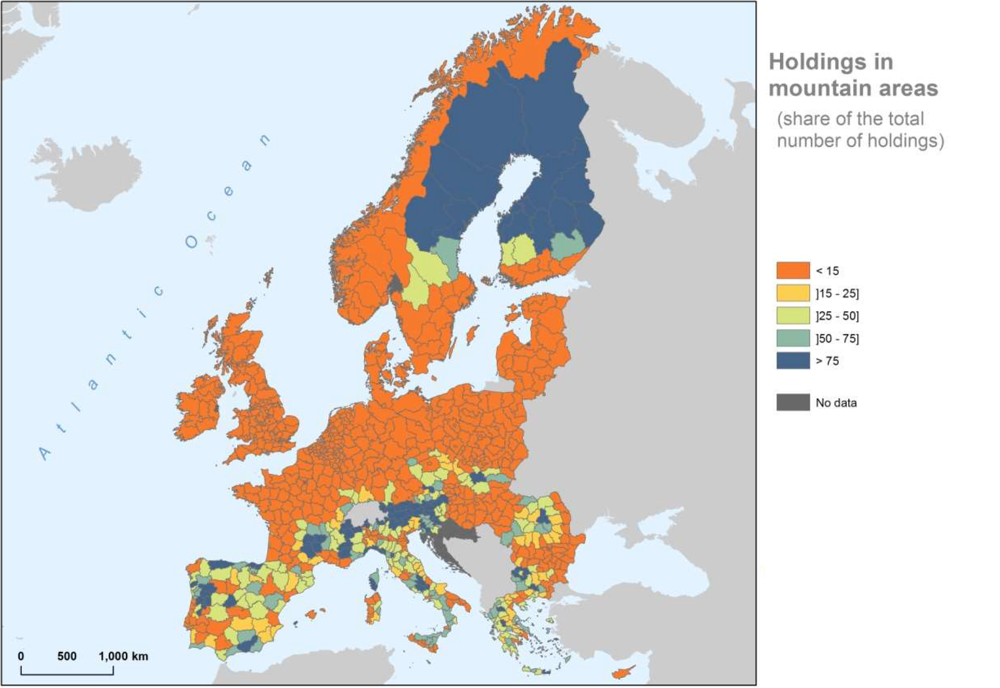 Atlantic Ocean
Holdings in
mountain areas
(share of the total
number of holdings)
< 15
]15 - 25]
]25 - 50]
]50 - 75]
> 75
No data
0 500 1,000 km